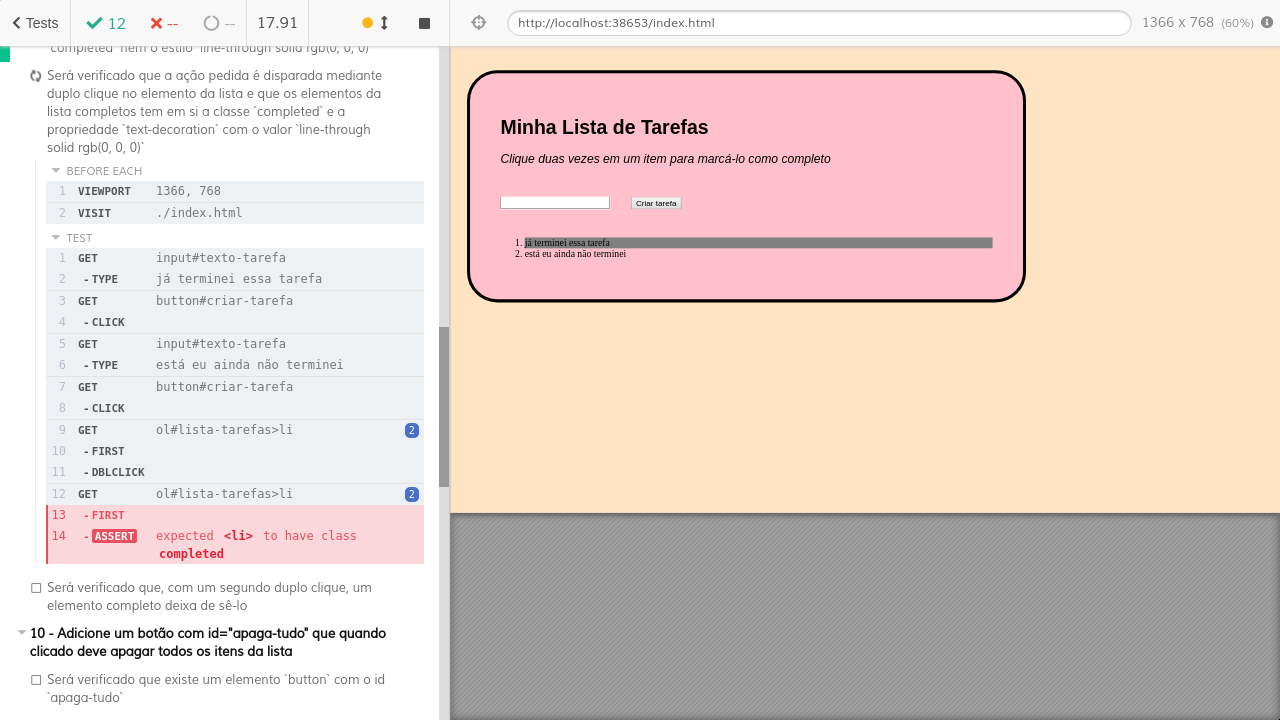 Tests
12
--
--
17.91
http://localhost:38653/index.html
1366 x 768 (60%)
`completed` nem o estilo `line-through solid rgb(0, 0, 0)`
Será verificado que a ação pedida é disparada mediante
duplo clique no elemento da lista e que os elementos da
lista completos tem em si a classe `completed` e a
propriedade `text-decoration` com o valor `line-through
solid rgb(0, 0, 0)`
BEFORE EACH
1 VIEWPORT 1366, 768
2 VISIT ./index.html
TEST
1 GET input#texto-tarefa
2 -TYPE já terminei essa tarefa
3 GET button#criar-tarefa
4 -CLICK
5 GET input#texto-tarefa
6 -TYPE está eu ainda não terminei
7 GET button#criar-tarefa
8 -CLICK
9 GET ol#lista-tarefas>li 2
10 -FIRST
11 -DBLCLICK
12 GET ol#lista-tarefas>li 2
13 -FIRST
14 -ASSERT expected <li> to have class
completed
Será verificado que, com um segundo duplo clique, um
elemento completo deixa de sê-lo
10 - Adicione um botão com id="apaga-tudo" que quando
clicado deve apagar todos os itens da lista
Será verificado que existe um elemento `button` com o id
`apaga-tudo`
Minha Lista de Tarefas
Clique duas vezes em um item para marcá-lo como completo
Criar tarefa
1. já terminei essa tarefa
2. está eu ainda não terminei